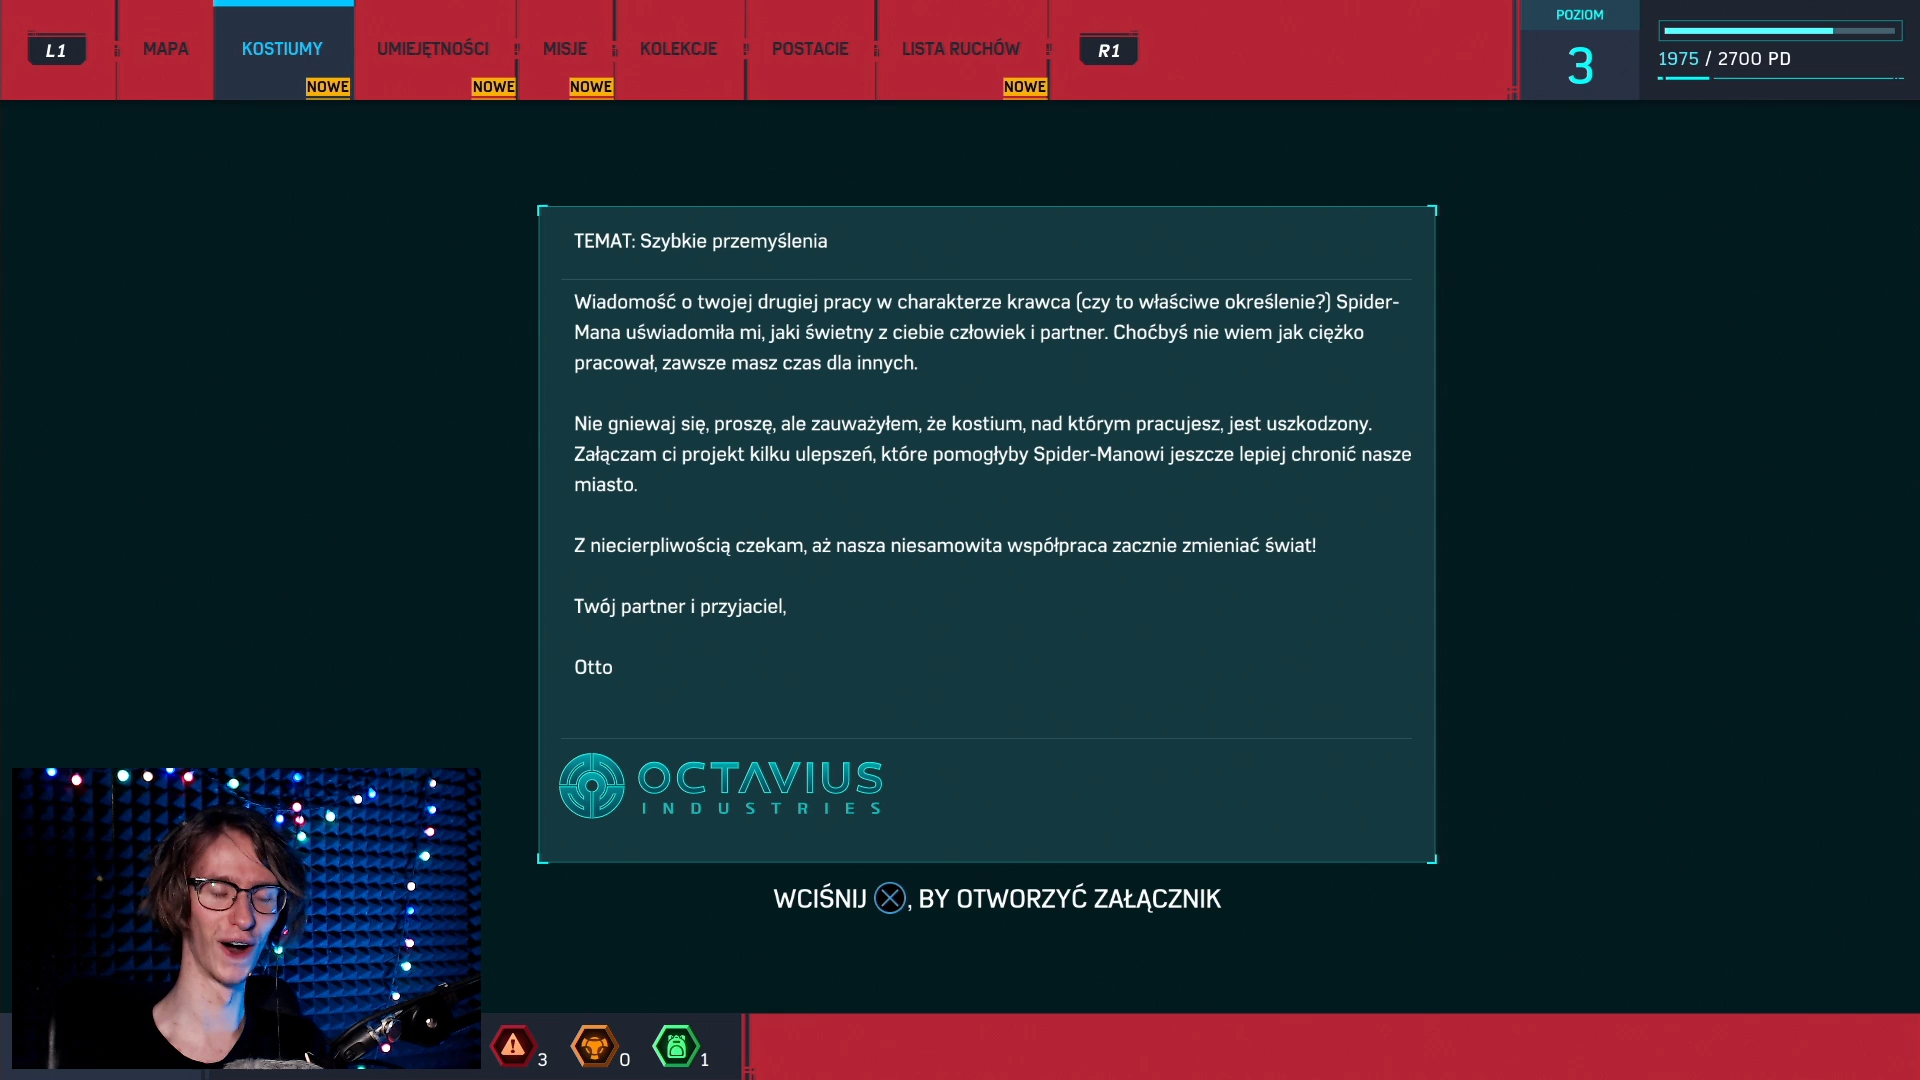 L1
MAPA
KOSTIUMY
NOWE
UMIEJĘTNOŚCI
NOWE
MISJE
NOWE
KOLEKCJE
POSTACIE
LISTA RUCHÓW
NOWE
R1
POZIOM
3
1975 / 2700 PD
TEMAT: Szybkie przemyślenia
Wiadomość o twojej drugiej pracy w charakterze krawca (czy to właściwe określenie?) Spider-
Mana uświadomiła mi, jaki świetny z ciebie człowiek i partner. Choćbyś nie wiem jak ciężko
pracował, zawsze masz czas dla innych.
Nie gniewaj się, proszę, ale zauważyłem, że kostium, nad którym pracujesz, jest uszkodzony.
Załączam ci projekt kilku ulepszeń, które pomogłyby Spider-Manowi jeszcze lepiej chronić nasze
miasto.
Z niecierpliwością czekam, aż nasza niesamowita współpraca zacznie zmieniać świat!
Twój partner i przyjaciel,
Otto
OCTAVIUS
INDUSTRIES
WCIŚNIJ , BY OTWORZYĆ ZAŁĄCZNIK
3
0
1